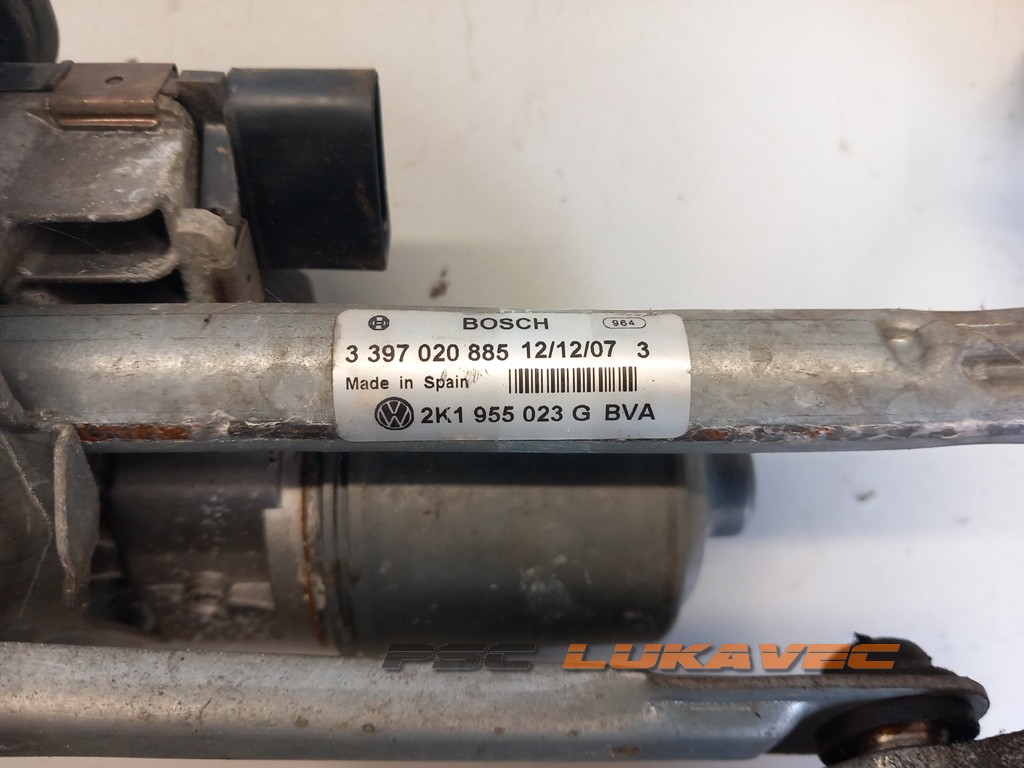 BOSCH 964
3 397 020 885 12/12/07 3
Made in Spain
2K1 955 023 G BVA
PSC LUKAVEC